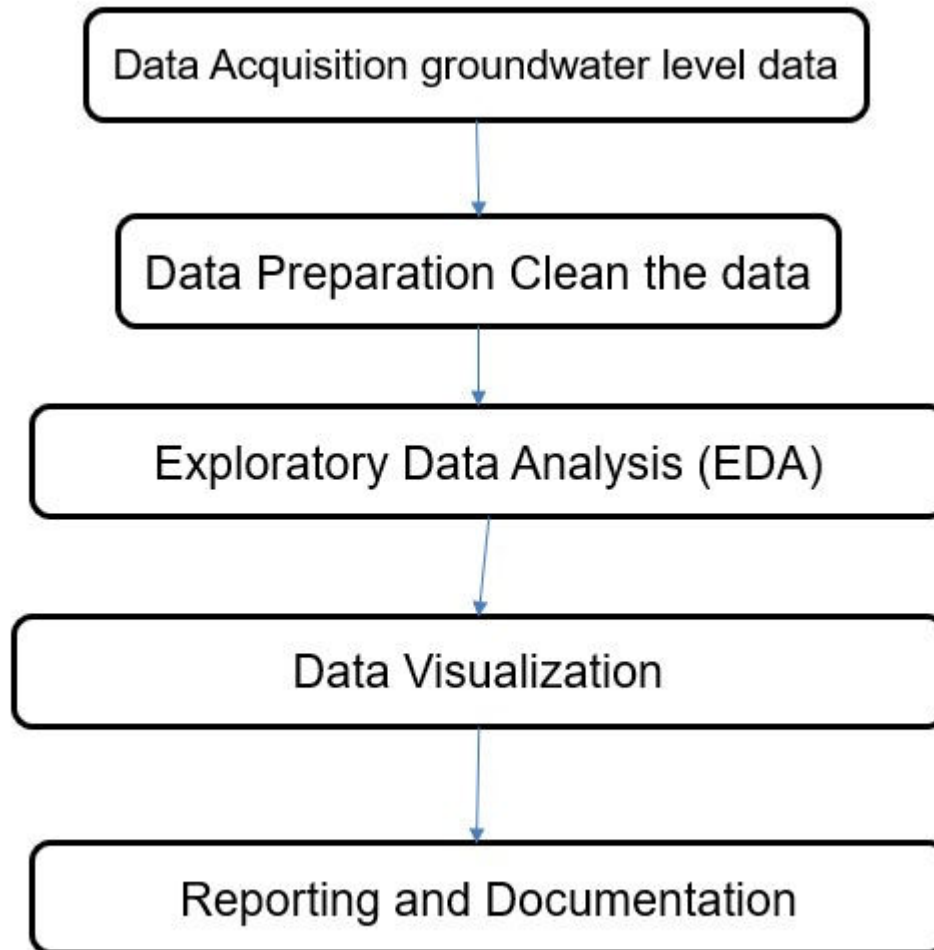 Data Acquisition groundwater level data
Data Preparation Clean the data
Exploratory Data Analysis (EDA)
Data Visualization
Reporting and Documentation